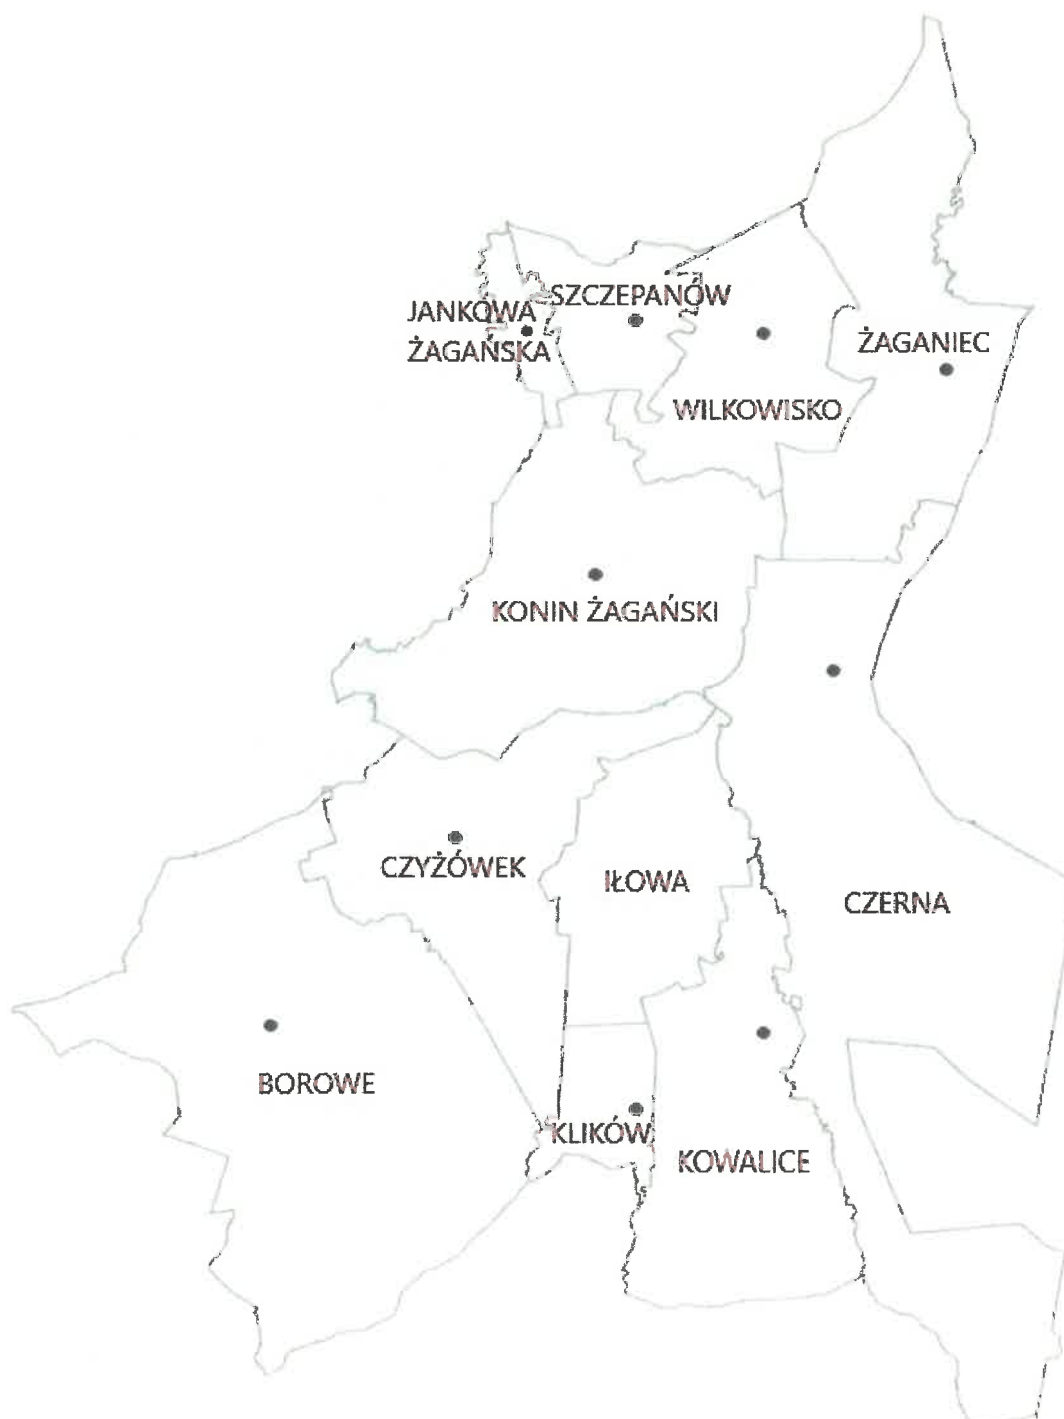 SZCZEPANÓW
JANKOWA
ŻAGAŃSKA
ŻAGANIEC
WILKOWISKO
KONIN ŻAGAŃSKI
CZYŻÓWEK
IŁOWA
CZERNA
BOROWE
KLIKÓW
KOWALICE